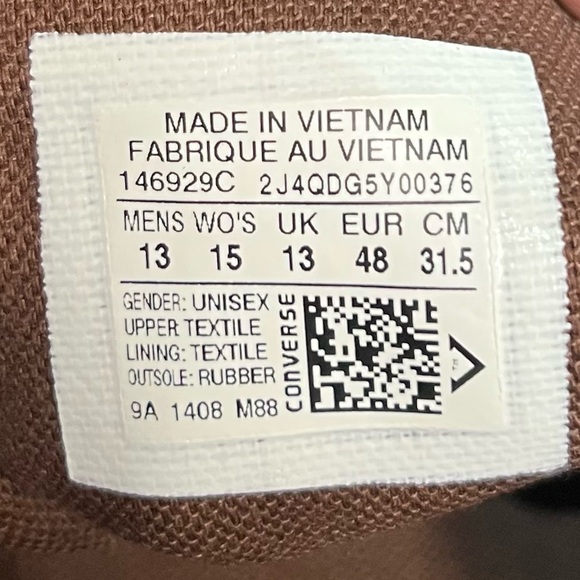 MADE IN VIETNAM
FABRIQUE AU VIETNAM
146929C 2J4QDG5Y00376
MENS WO'S UK EUR CM
13 15 13 48 31.5
GENDER: UNISEX
UPPER TEXTILE
LINING: TEXTILE
OUTSOLE: RUBBER
9A 1408 M88
CONVERSE